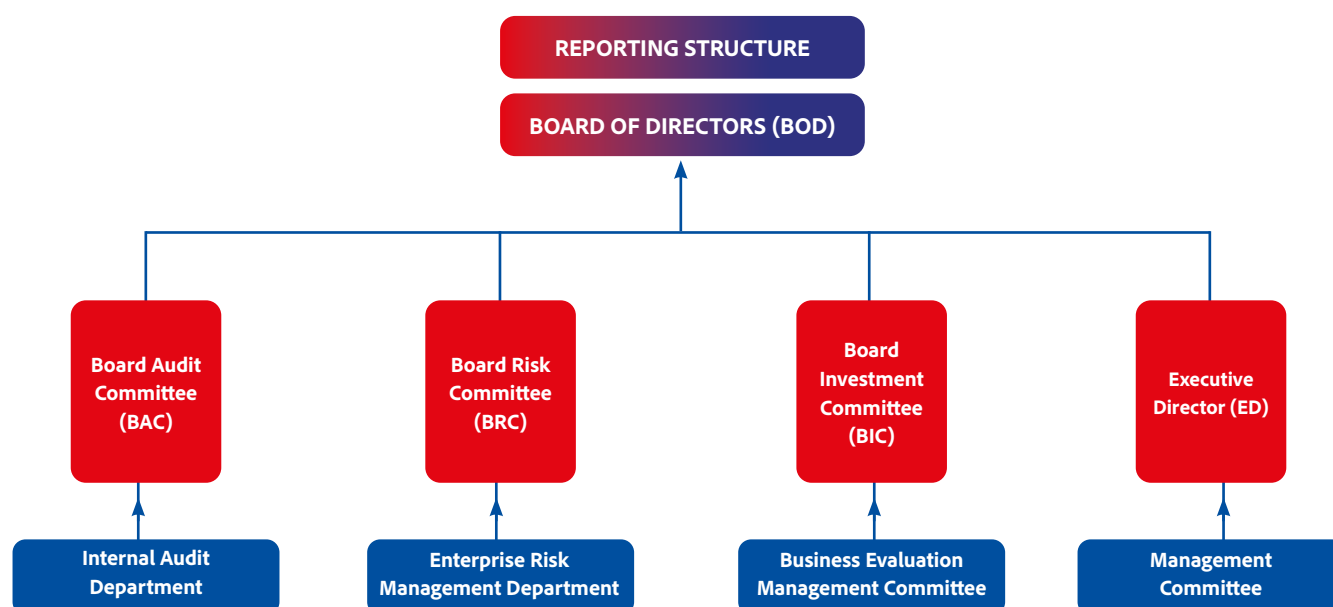 REPORTING STRUCTURE
BOARD OF DIRECTORS (BOD)
Board Audit
Committee
(BAC)
Board Risk
Committee
(BRC)
Board
Investment
Committee
(BIC)
Executive
Director (ED)
Internal Audit
Department
Enterprise Risk
Management Department
Business Evaluation
Management Committee
Management
Committee